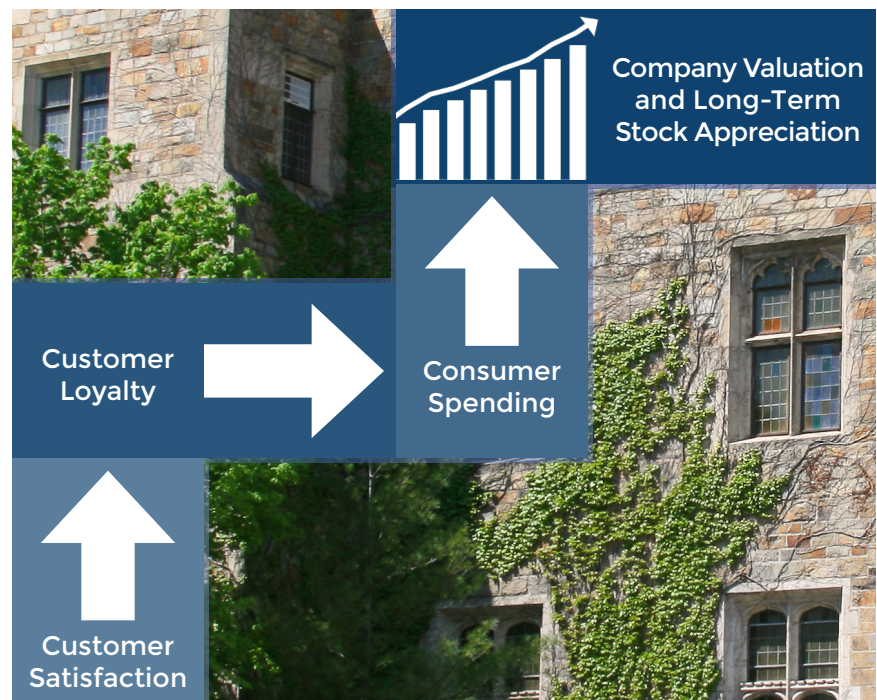 Company Valuation
and Long-Term
Stock Appreciation
Customer
Loyalty
Consumer
Spending
Customer
Satisfaction